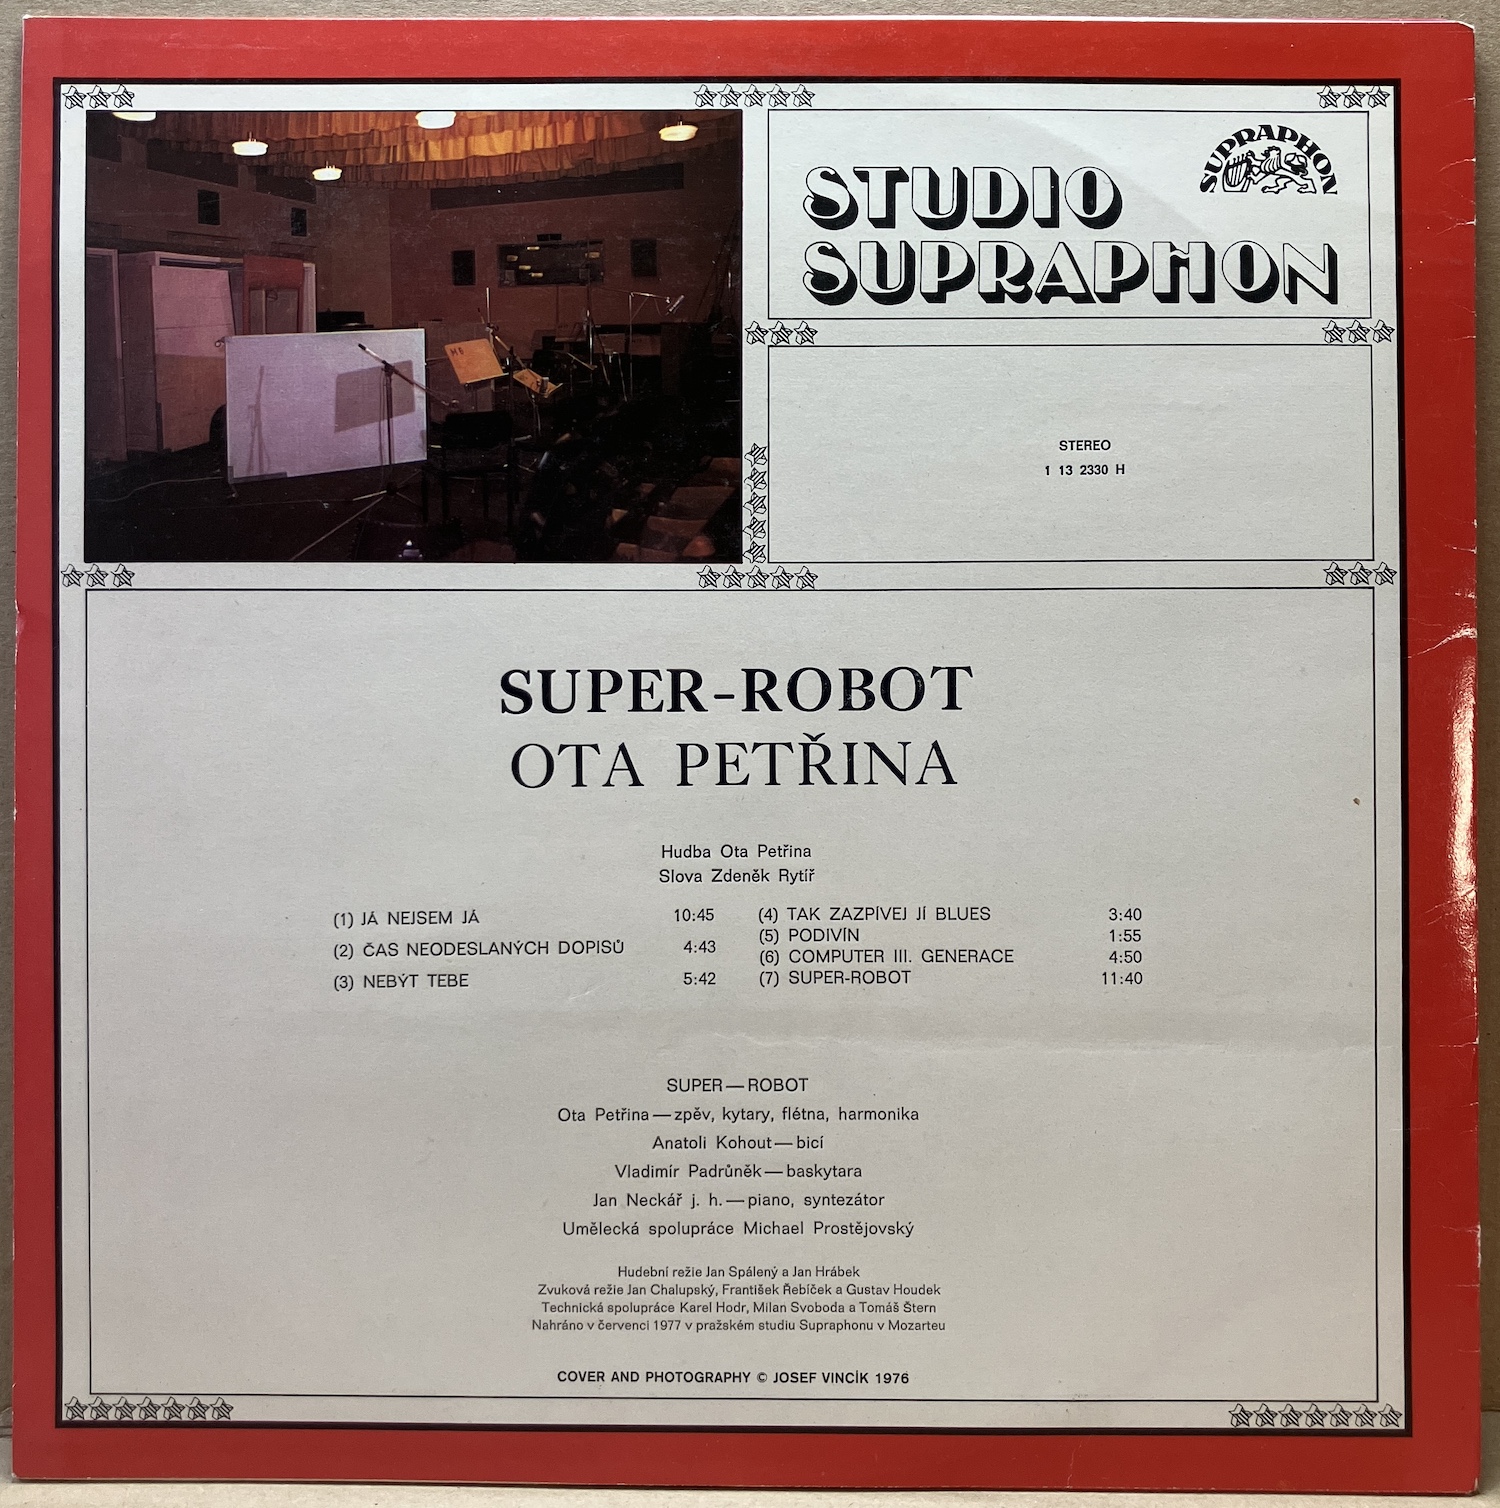 SUPRAPHON
STUDIO
SUPRAPHON
M6
STEREO
1 13 2330 H
SUPER-ROBOT
OTA PETŘINA
Hudba Ota Petřina
Slova Zdeněk Rytíř
(1) JÁ NEJSEM JÁ 10:45
(2) ČAS NEODESLANÝCH DOPISŮ 4:43
(3) NEBÝT TEBE 5:42
(4) TAK ZAZPÍVEJ JÍ BLUES 3:40
(5) PODIVÍN 1:55
(6) COMPUTER III. GENERACE 4:50
(7) SUPER-ROBOT 11:40
SUPER — ROBOT
Ota Petřina — zpěv, kytary, flétna, harmonika
Anatoli Kohout — bicí
Vladimír Padrůněk — baskytara
Jan Neckář j. h. — piano, syntezátor
Umělecká spolupráce Michael Prostějovský
Hudební režie Jan Spálený a Jan Hrábek
Zvuková režie Jan Chalupský, František Řebíček a Gustav Houdek
Technická spolupráce Karel Hodr, Milan Svoboda a Tomáš Štern
Nahráno v červenci 1977 v pražském studiu Supraphonu v Mozarteu
COVER AND PHOTOGRAPHY © JOSEF VINCÍK 1976